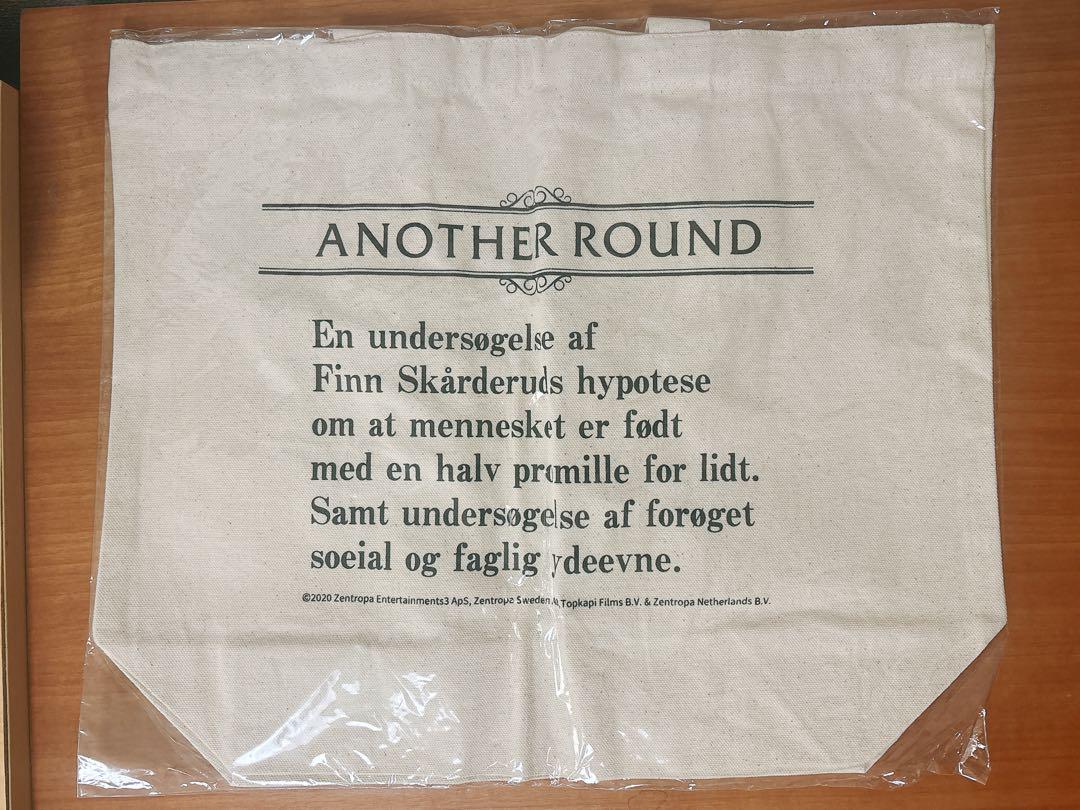 ANOTHER ROUND
En undersøgelse af
Finn Skårderuds hypotese
om at mennesket er født
med en halv promille for lidt.
Samt undersøgelse af forøget
soeial og faglig ydeevne.
©2020 Zentropa Entertainments3 ApS, Zentropa Sweden Topkapi Films B.V. & Zentropa Netherlands B.V.